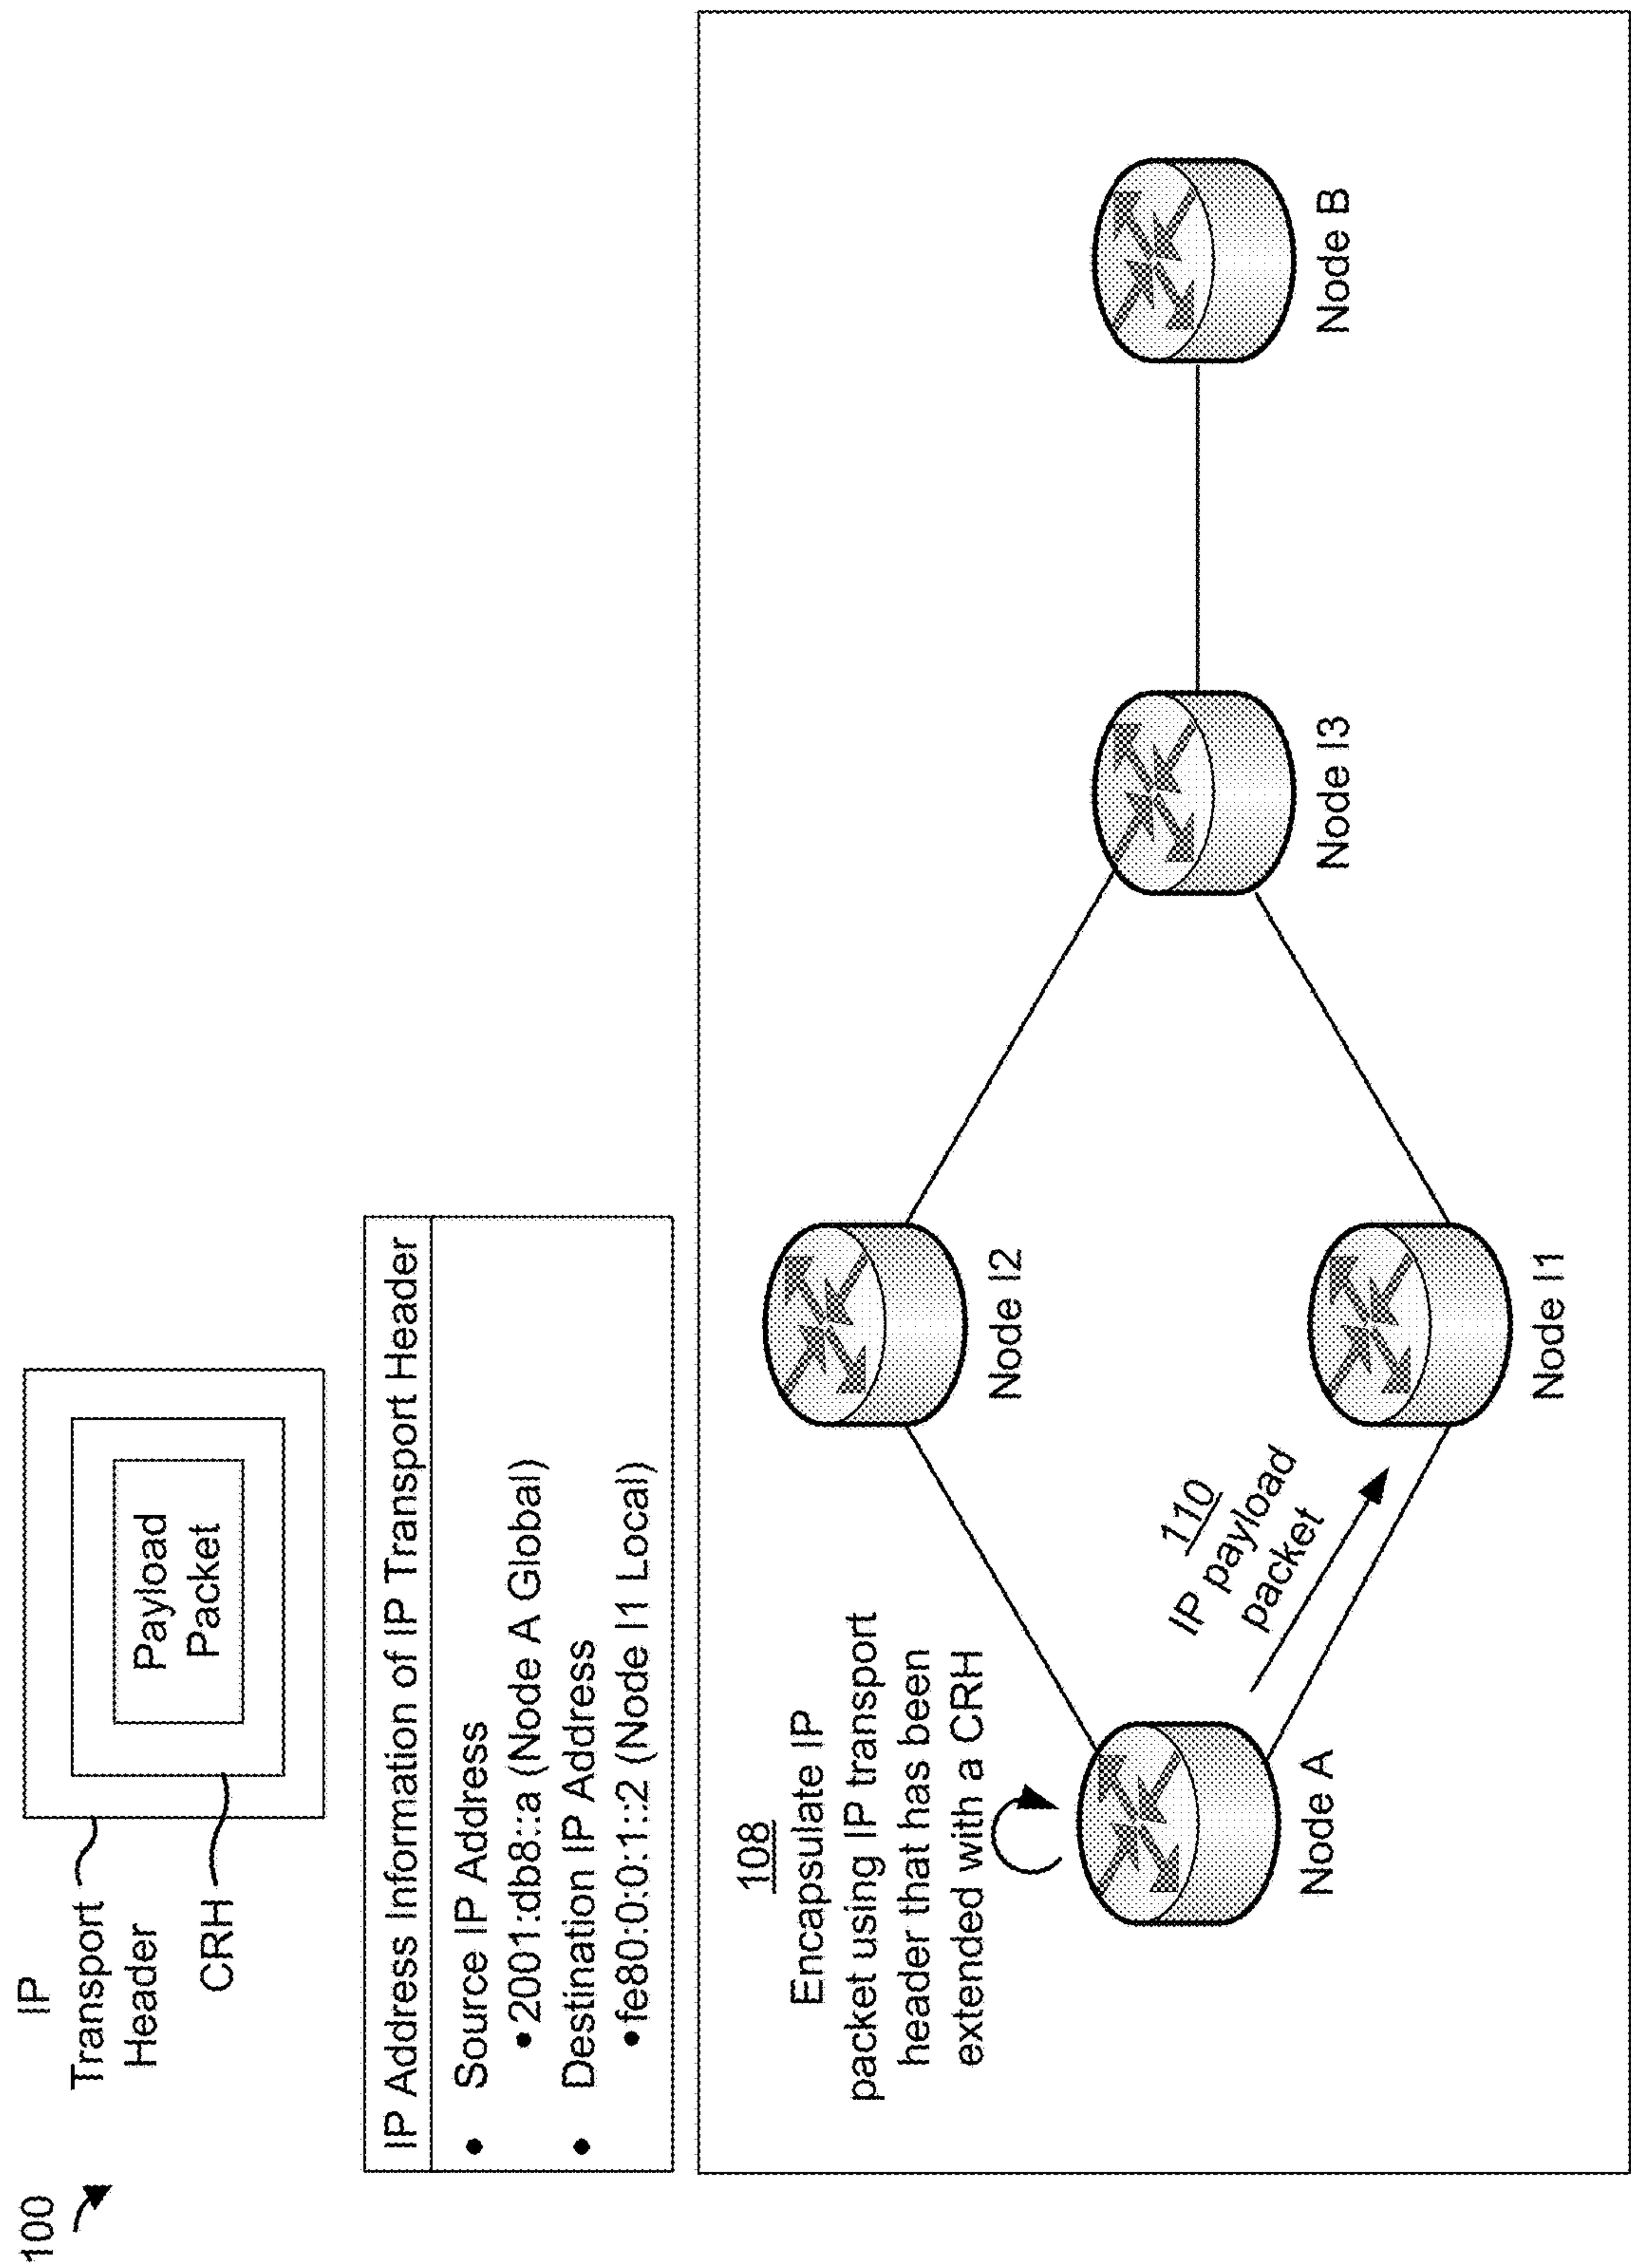 100
IP
Transport
Header
CRH
Payload
Packet
IP Address Information of IP Transport Header
• Source IP Address
• 2001:db8::a (Node A Global)
• Destination IP Address
• fe80:0:0:1::2 (Node I1 Local)
108
Encapsulate IP
packet using IP transport
header that has been
extended with a CRH
110
IP payload
packet
Node A
Node I2
Node I1
Node I3
Node B